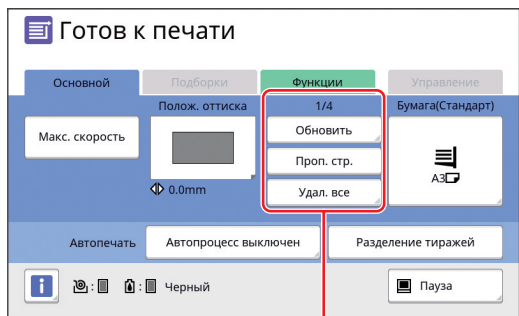 Готов к печати
Основной Подборки Функции Управление
Полож. оттиска 1/4 Бумага(Стандарт)
Макс. скорость
Обновить
Проп. стр.
Удал. все
0.0mm
A3
Автопечать Автопроцесс выключен Разделение тиражей
i : : Черный Пауза